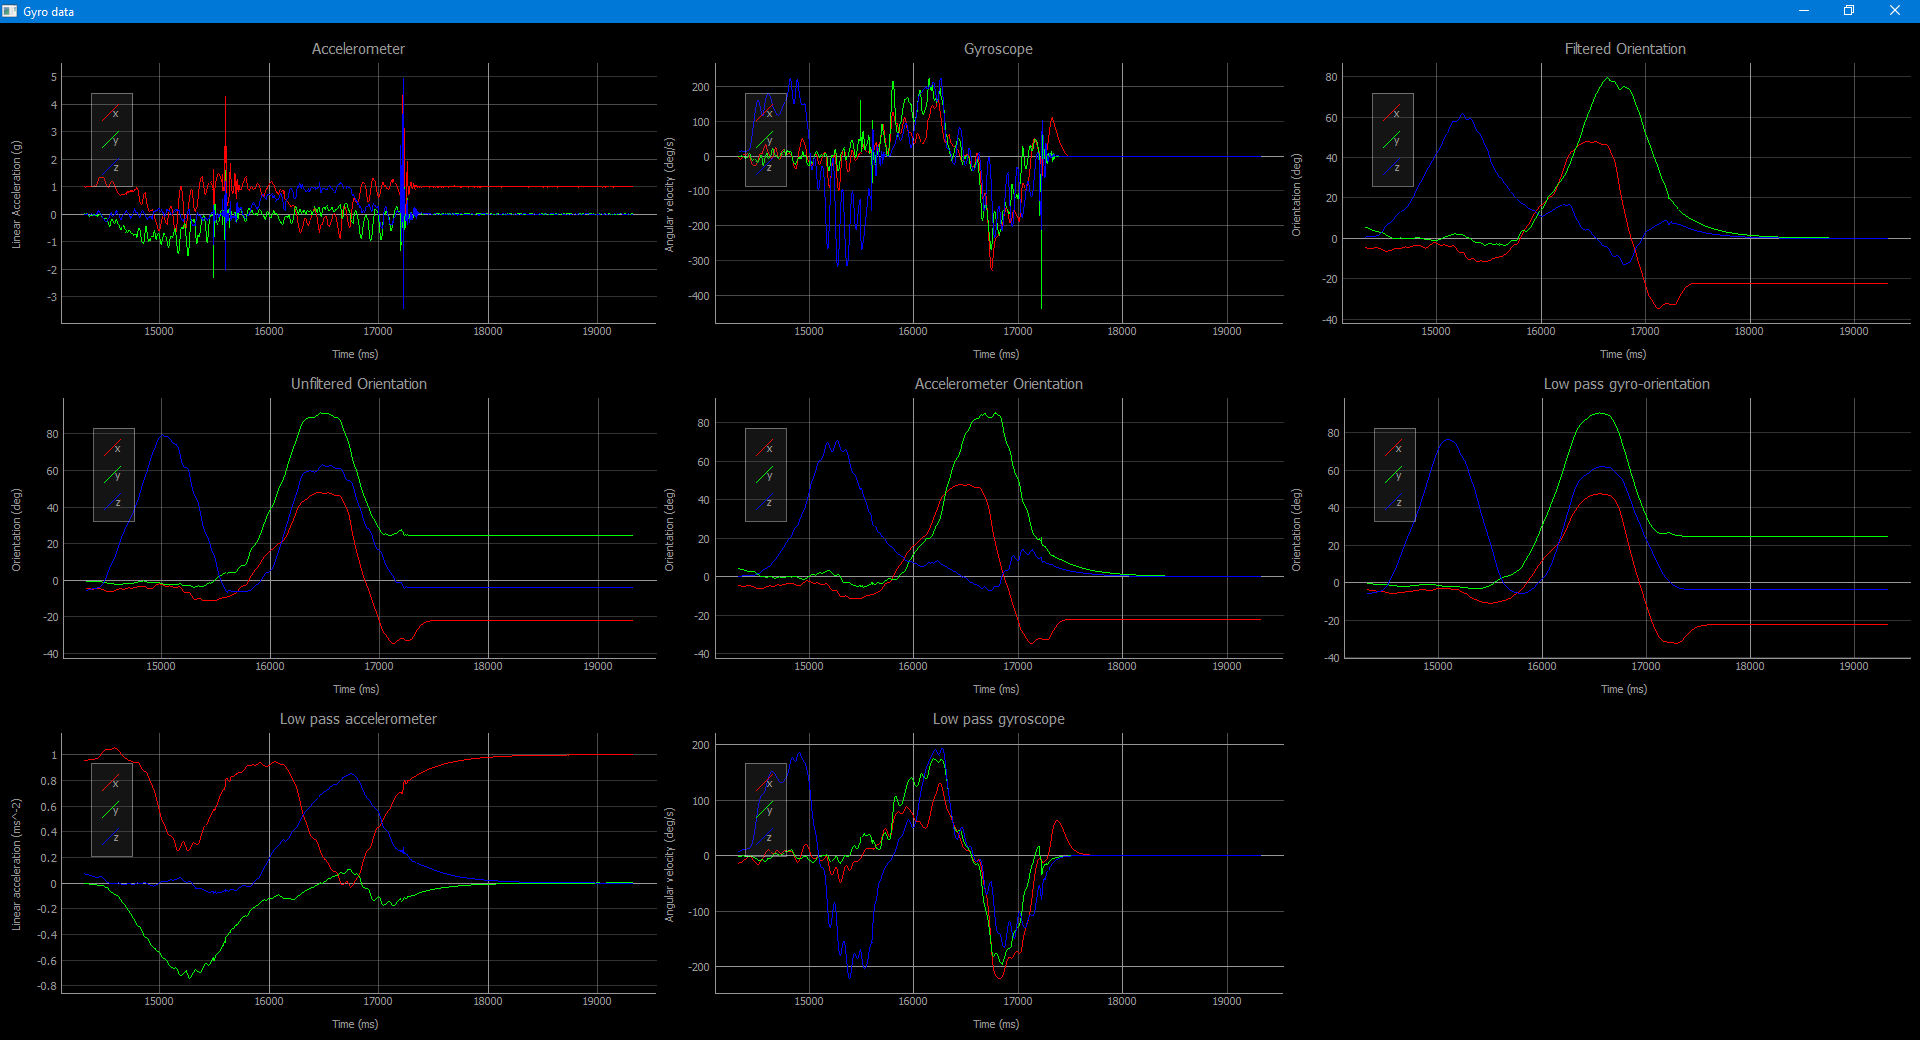 Gyro data
Accelerometer
5
4
3
2
1
0
-1
-2
-3
Linear Acceleration (g)
x
y
z
15000 16000 17000 18000 19000
Time (ms)
Gyroscope
200
100
0
-100
-200
-300
-400
Angular velocity (deg/s)
x
y
z
15000 16000 17000 18000 19000
Time (ms)
Filtered Orientation
80
60
40
20
0
-20
-40
Orientation (deg)
x
y
z
15000 16000 17000 18000 19000
Time (ms)
Unfiltered Orientation
80
60
40
20
0
-20
-40
Orientation (deg)
x
y
z
15000 16000 17000 18000 19000
Time (ms)
Accelerometer Orientation
80
60
40
20
0
-20
-40
Orientation (deg)
x
y
z
15000 16000 17000 18000 19000
Time (ms)
Low pass gyro-orientation
80
60
40
20
0
-20
-40
Orientation (deg)
x
y
z
15000 16000 17000 18000 19000
Time (ms)
Low pass accelerometer
1
0.8
0.6
0.4
0.2
0
-0.2
-0.4
-0.6
-0.8
Linear acceleration (ms^-2)
x
y
z
15000 16000 17000 18000 19000
Time (ms)
Low pass gyroscope
200
100
0
-100
-200
Angular velocity (deg/s)
x
y
z
15000 16000 17000 18000 19000
Time (ms)